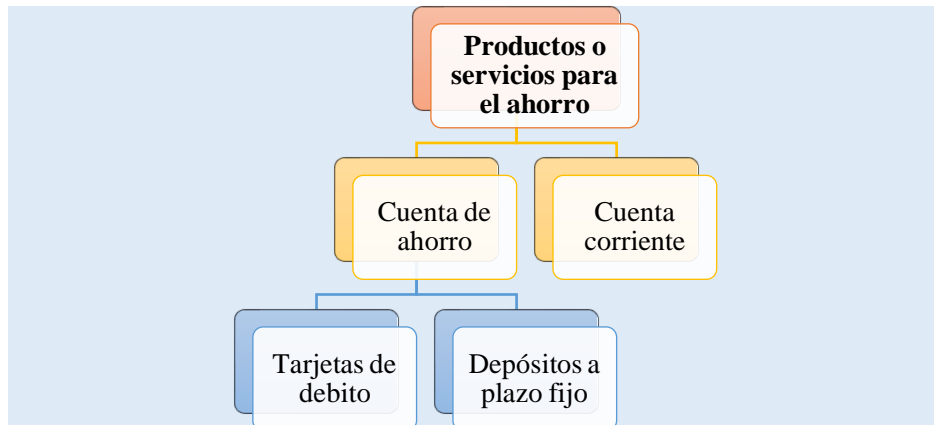 Productos o
servicios para
el ahorro
Cuenta de
ahorro
Cuenta
corriente
Tarjetas de
debito
Depósitos a
plazo fijo